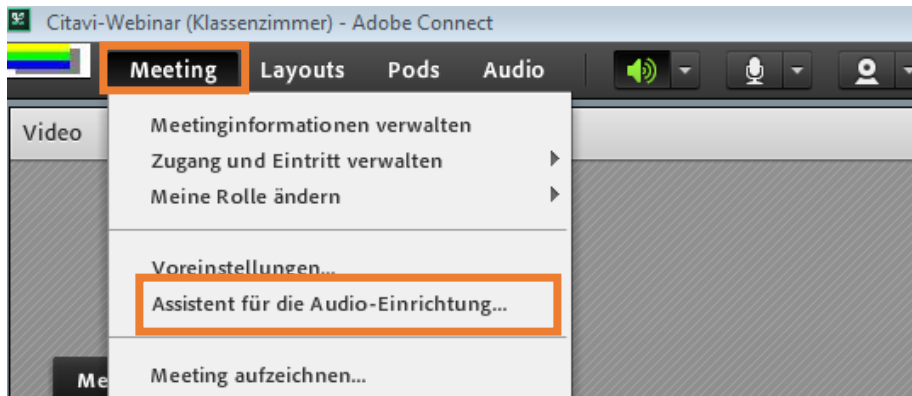 Citavi-Webinar (Klassenzimmer) - Adobe Connect
Meeting Layouts Pods Audio
Video
Meetinginformationen verwalten
Zugang und Eintritt verwalten
Meine Rolle ändern
Voreinstellungen...
Assistent für die Audio-Einrichtung...
Me
Meeting aufzeichnen...